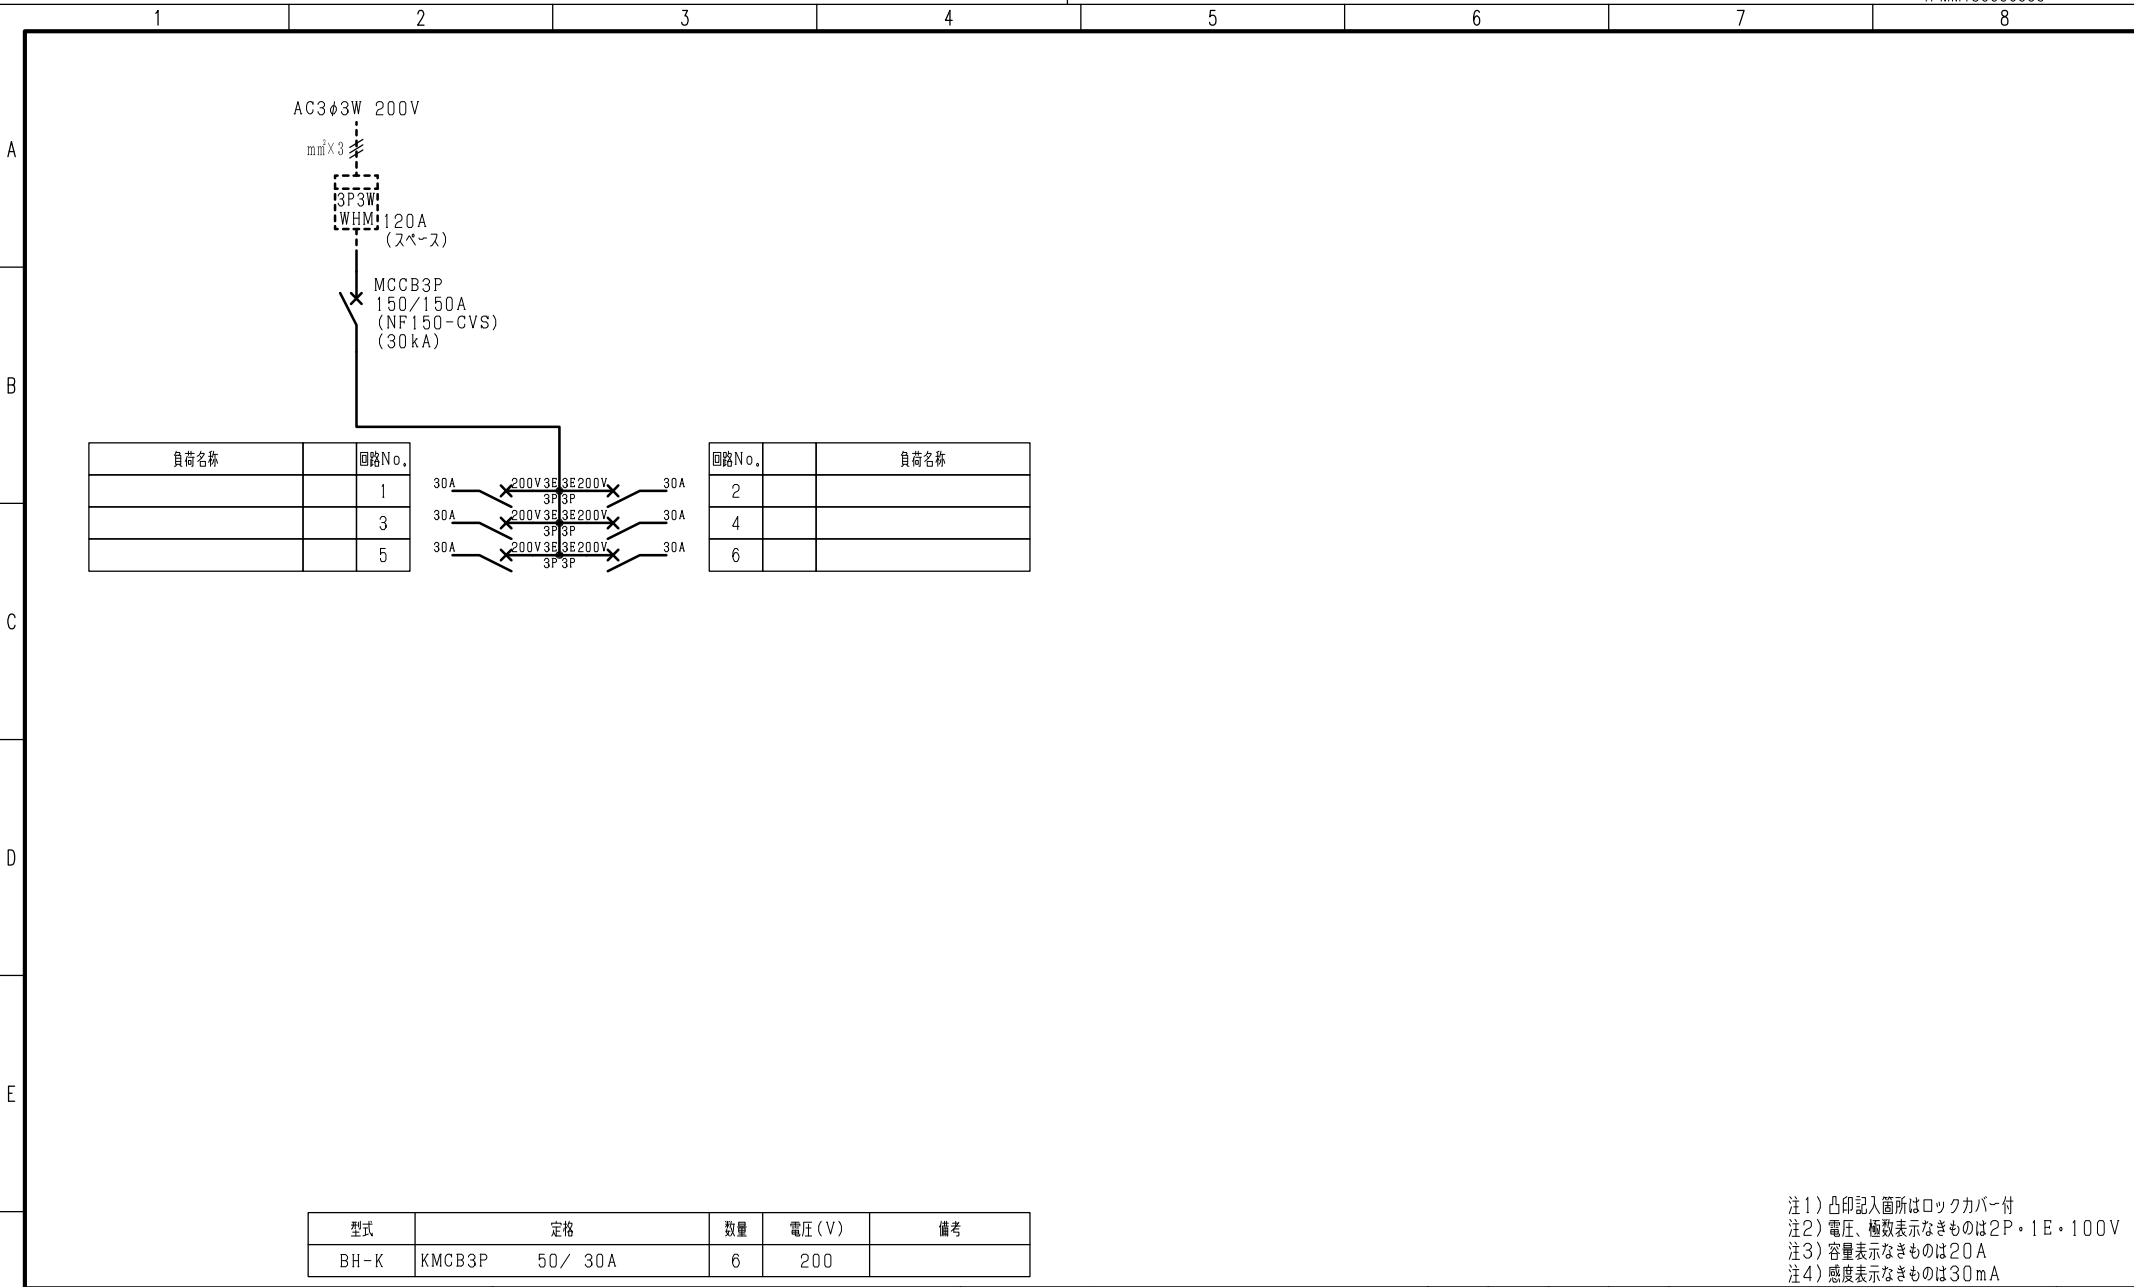 1 2 3 4 5 6 7 8
A
B
C
D
E
AC3φ3W 200V
mm²×3
3P3W
WHM
120A
(スペース)
MCCB3P
150/150A
(NF150-CVS)
(30kA)
負荷名称 回路No.
1
3
5
30A 200V 3E 3E 200V 30A
3P 3P
30A 200V 3E 3E 200V 30A
3P 3P
30A 200V 3E 3E 200V 30A
3P 3P
回路No. 負荷名称
2
4
6
型式 定格 数量 電圧(V) 備考
BH-K KMCB3P 50/ 30A 6 200
注1)凸印記入箇所はロックカバー付
注2)電圧、極数表示なきものは2P・1E・100V
注3)容量表示なきものは20A
注4)感度表示なきものは30mA